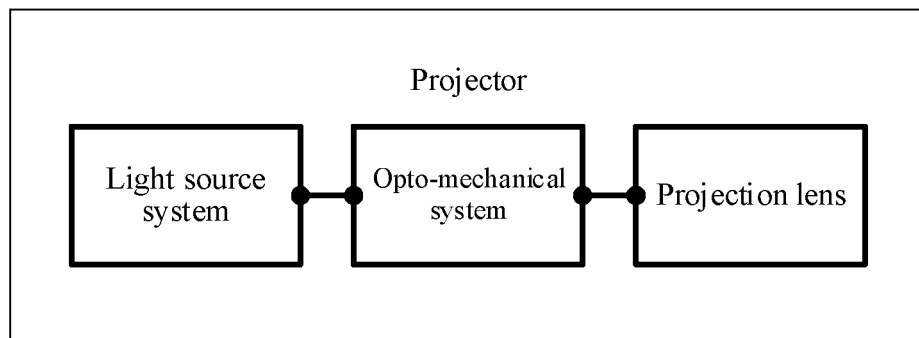 Projector
Light source
system
Opto-mechanical
system
Projection lens